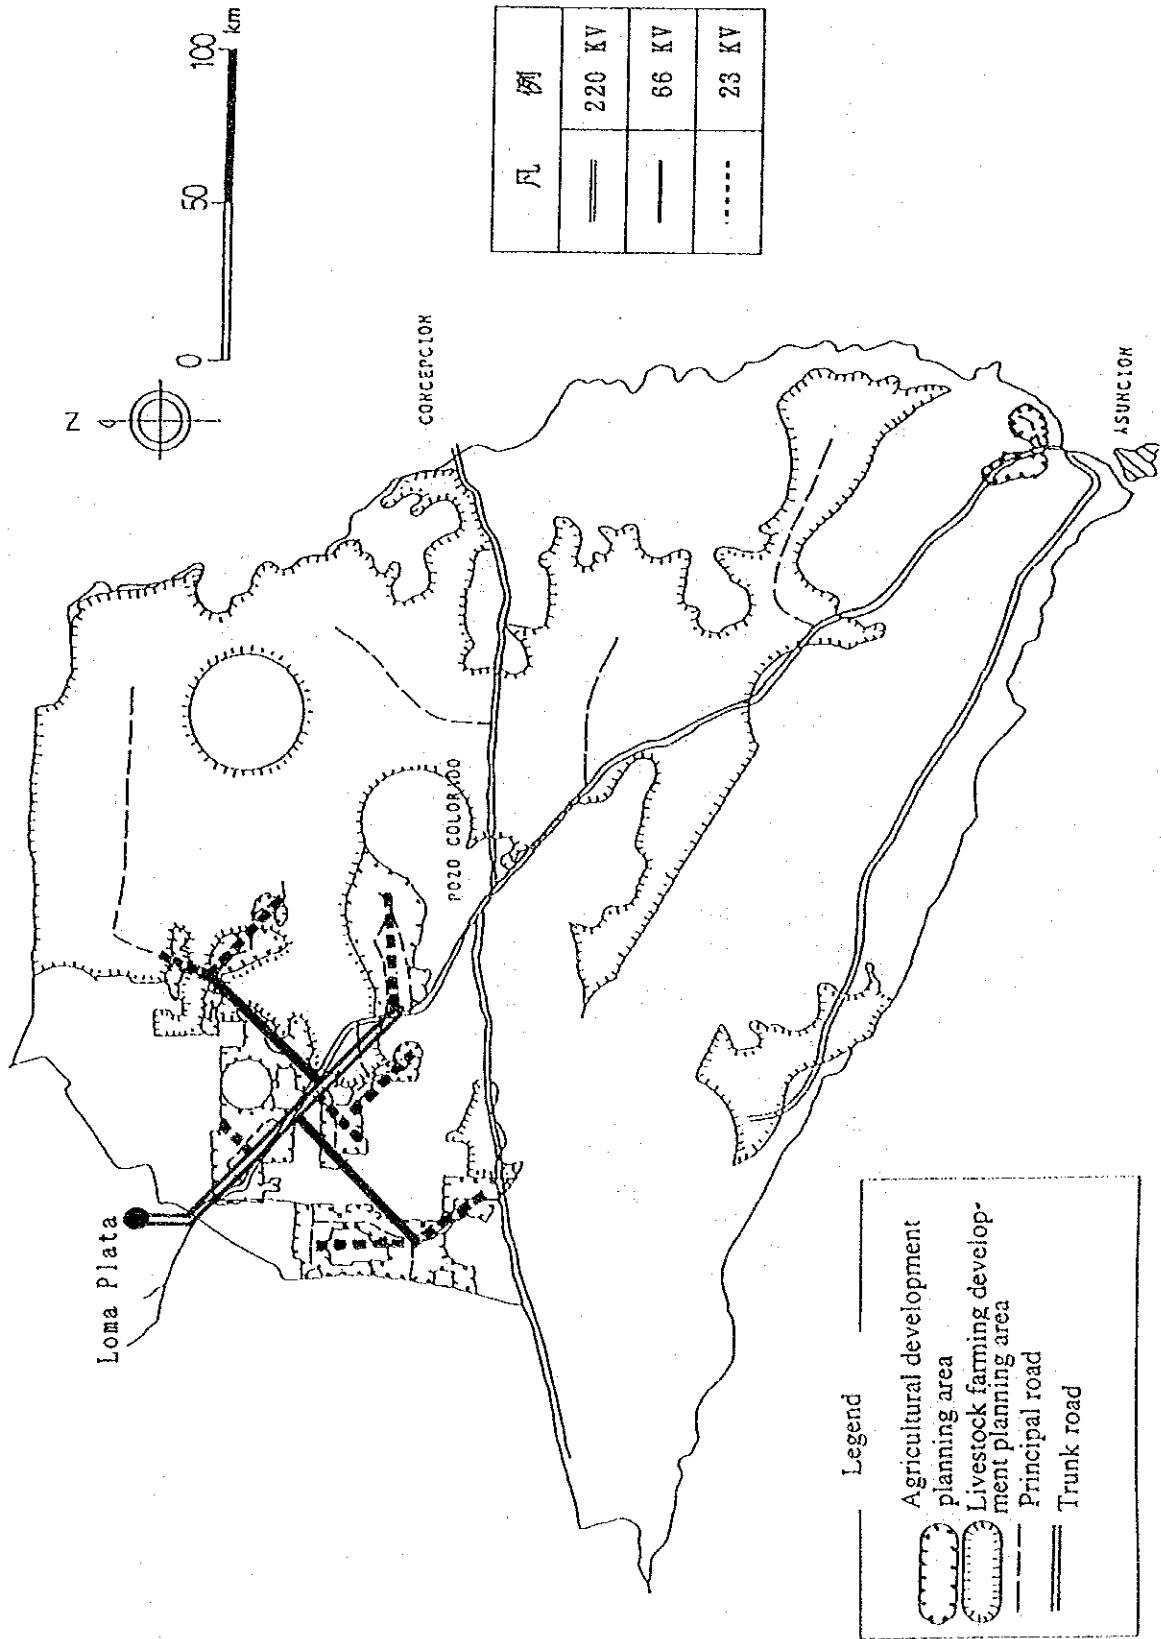 0 50 100
km
Z
凡 例
220 KV
66 KV
23 KV
Loma Plata
CONCEPCION
POZO COLORADO
ASUNCION
Legend
Agricultural development
planning area
Livestock farming develop-
ment planning area
Principal road
Trunk road